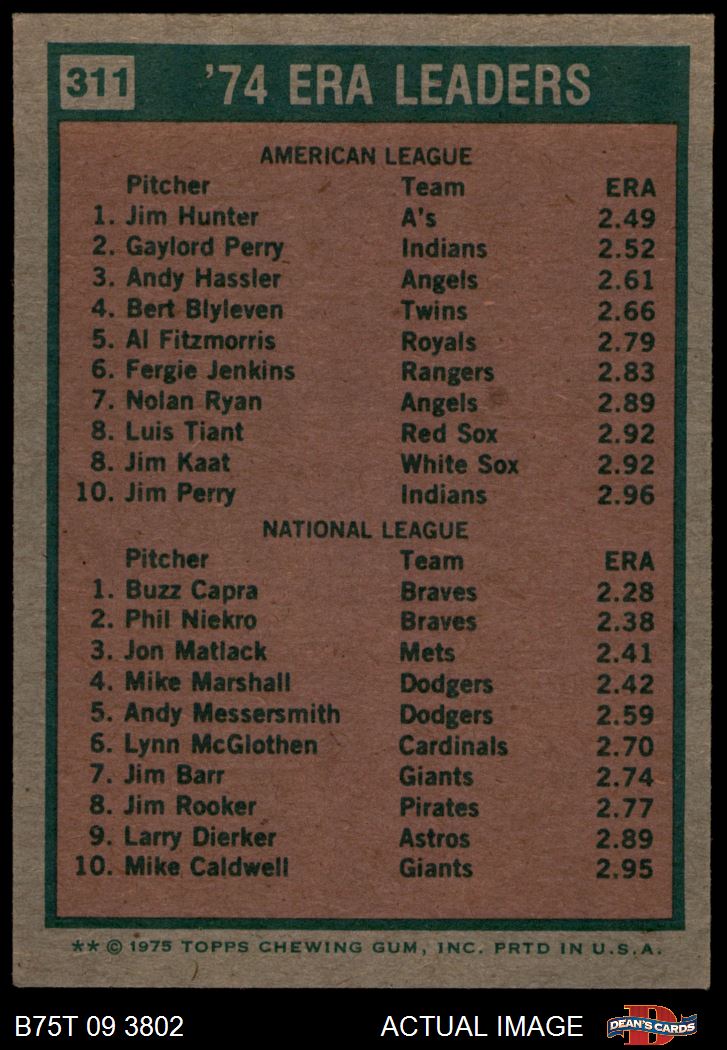 311 '74 ERA LEADERS
AMERICAN LEAGUE
Pitcher Team ERA
1. Jim Hunter A's 2.49
2. Gaylord Perry Indians 2.52
3. Andy Hassler Angels 2.61
4. Bert Blyleven Twins 2.66
5. Al Fitzmorris Royals 2.79
6. Fergie Jenkins Rangers 2.83
7. Nolan Ryan Angels 2.89
8. Luis Tiant Red Sox 2.92
8. Jim Kaat White Sox 2.92
10. Jim Perry Indians 2.96
NATIONAL LEAGUE
Pitcher Team ERA
1. Buzz Capra Braves 2.28
2. Phil Niekro Braves 2.38
3. Jon Matlack Mets 2.41
4. Mike Marshall Dodgers 2.42
5. Andy Messersmith Dodgers 2.59
6. Lynn McGlothen Cardinals 2.70
7. Jim Barr Giants 2.74
8. Jim Rooker Pirates 2.77
9. Larry Dierker Astros 2.89
10. Mike Caldwell Giants 2.95
** © 1975 TOPPS CHEWING GUM, INC. PRTD IN U.S.A.
B75T 09 3802 ACTUAL IMAGE D DEAN'S CARDS